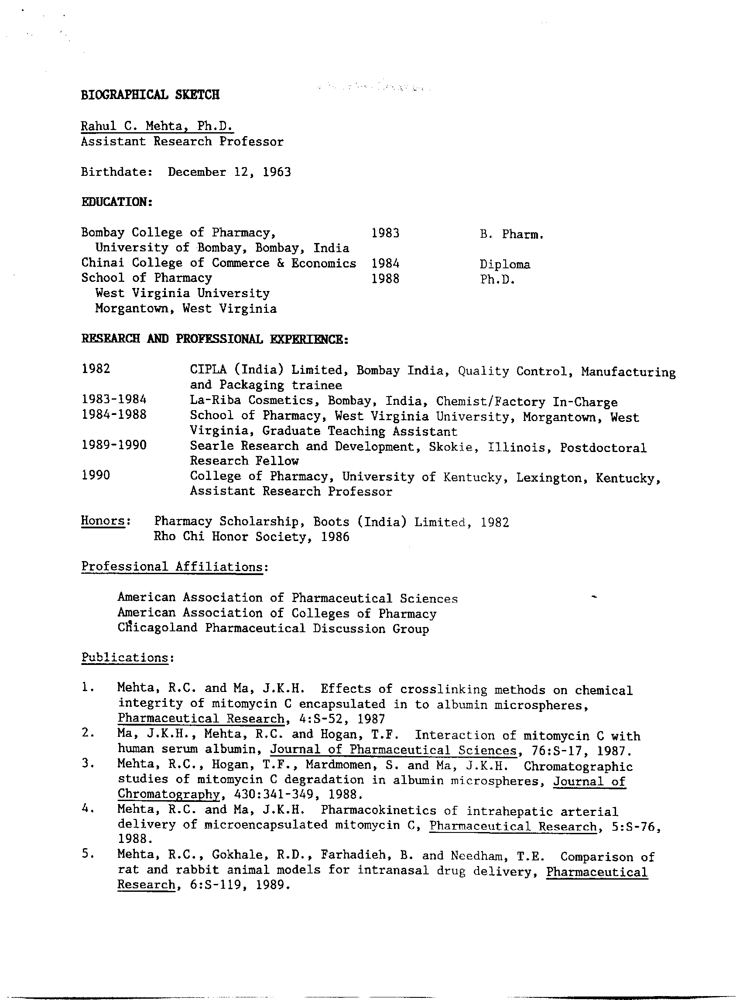 BIOGRAPHICAL SKETCH
Rahul C. Mehta, Ph.D.
Assistant Research Professor
Birthdate: December 12, 1963
EDUCATION:
Bombay College of Pharmacy, 1983 B. Pharm.
University of Bombay, Bombay, India
Chinai College of Commerce & Economics 1984 Diploma
School of Pharmacy 1988 Ph.D.
West Virginia University
Morgantown, West Virginia
RESEARCH AND PROFESSIONAL EXPERIENCE:
1982 CIPLA (India) Limited, Bombay India, Quality Control, Manufacturing
and Packaging trainee
1983-1984 La-Riba Cosmetics, Bombay, India, Chemist/Factory In-Charge
1984-1988 School of Pharmacy, West Virginia University, Morgantown, West
Virginia, Graduate Teaching Assistant
1989-1990 Searle Research and Development, Skokie, Illinois, Postdoctoral
Research Fellow
1990 College of Pharmacy, University of Kentucky, Lexington, Kentucky,
Assistant Research Professor
Honors: Pharmacy Scholarship, Boots (India) Limited, 1982
Rho Chi Honor Society, 1986
Professional Affiliations:
American Association of Pharmaceutical Sciences
American Association of Colleges of Pharmacy
Chicagoland Pharmaceutical Discussion Group
Publications:
1. Mehta, R.C. and Ma, J.K.H. Effects of crosslinking methods on chemical
integrity of mitomycin C encapsulated in to albumin microspheres,
Pharmaceutical Research, 4:S-52, 1987
2. Ma, J.K.H., Mehta, R.C. and Hogan, T.F. Interaction of mitomycin C with
human serum albumin, Journal of Pharmaceutical Sciences, 76:S-17, 1987.
3. Mehta, R.C., Hogan, T.F., Mardmomen, S. and Ma, J.K.H. Chromatographic
studies of mitomycin C degradation in albumin microspheres, Journal of
Chromatography, 430:341-349, 1988.
4. Mehta, R.C. and Ma, J.K.H. Pharmacokinetics of intrahepatic arterial
delivery of microencapsulated mitomycin C, Pharmaceutical Research, 5:S-76,
1988.
5. Mehta, R.C., Gokhale, R.D., Farhadieh, B. and Needham, T.E. Comparison of
rat and rabbit animal models for intranasal drug delivery, Pharmaceutical
Research, 6:S-119, 1989.